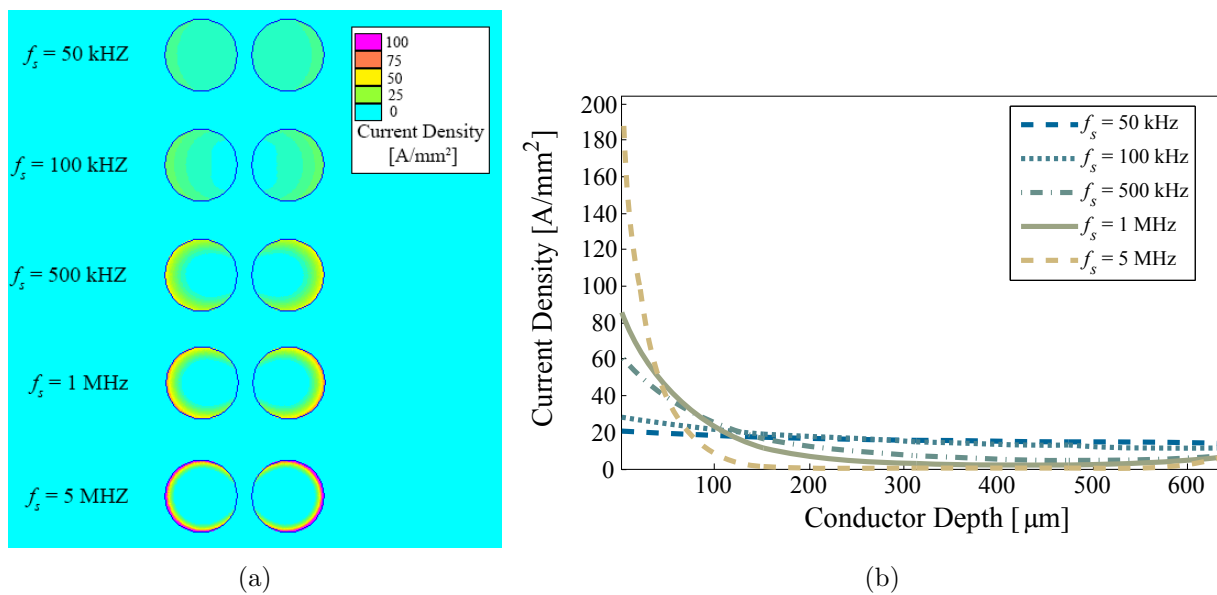 f_s = 50 kHZ
f_s = 100 kHZ
f_s = 500 kHZ
f_s = 1 MHz
f_s = 5 MHZ
100
75
50
25
0
Current Density
[A/mm²]
(a)
Current Density [A/mm²]
200
180
160
140
120
100
80
60
40
20
0
100
200
300
400
500
600
Conductor Depth [μm]
f_s = 50 kHz
f_s = 100 kHz
f_s = 500 kHz
f_s = 1 MHz
f_s = 5 MHz
(b)